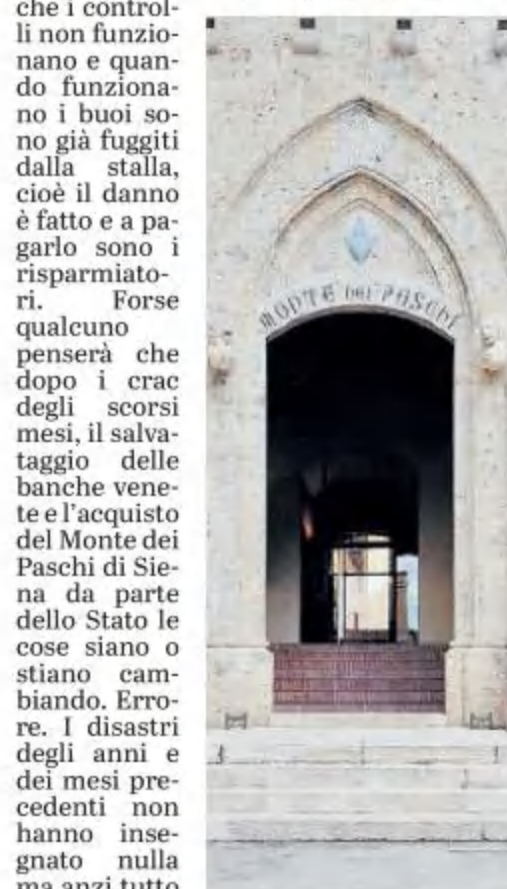 che i control-
li non funzio-
nano e quan-
do funziona-
no i buoi so-
no già fuggiti
dalla stalla,
cioè il danno
è fatto e a pa-
garlo sono i
risparmiato-
ri. Forse
qualcuno
penserà che
dopo i crac
degli scorsi
mesi, il salva-
taggio delle
banche vene-
te e l'acquisto
del Monte dei
Paschi di Sie-
na da parte
dello Stato le
cose siano o
stiano cam-
biando. Erro-
re. I disastri
degli anni e
dei mesi pre-
cedenti non
hanno inse-
gnato nulla
ma anzi tutto
MONTE DEI PASCHI